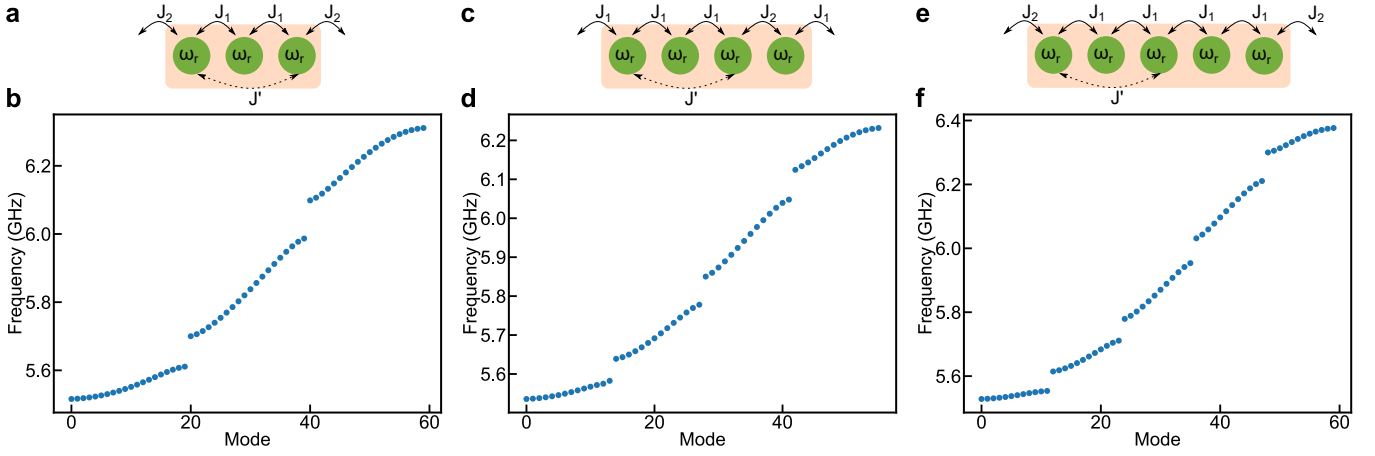 a
J₂ J₁ J₁ J₂
ωᵣ ωᵣ ωᵣ
J'
b
Frequency (GHz)
6.2
6.0
5.8
5.6
0 20 40 60
Mode
c
J₁ J₁ J₁ J₂ J₁
ωᵣ ωᵣ ωᵣ ωᵣ
J'
d
Frequency (GHz)
6.2
6.1
6.0
5.9
5.8
5.7
5.6
0 20 40
Mode
e
J₂ J₁ J₁ J₁ J₁ J₂
ωᵣ ωᵣ ωᵣ ωᵣ ωᵣ
J'
f
Frequency (GHz)
6.4
6.2
6.0
5.8
5.6
0 20 40 60
Mode